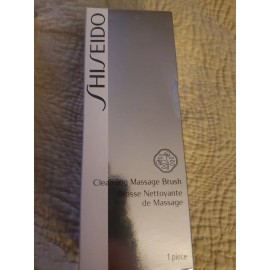 SHISEIDO
Cleansing Massage Brush
Brosse Nettoyante
de Massage
1 piece